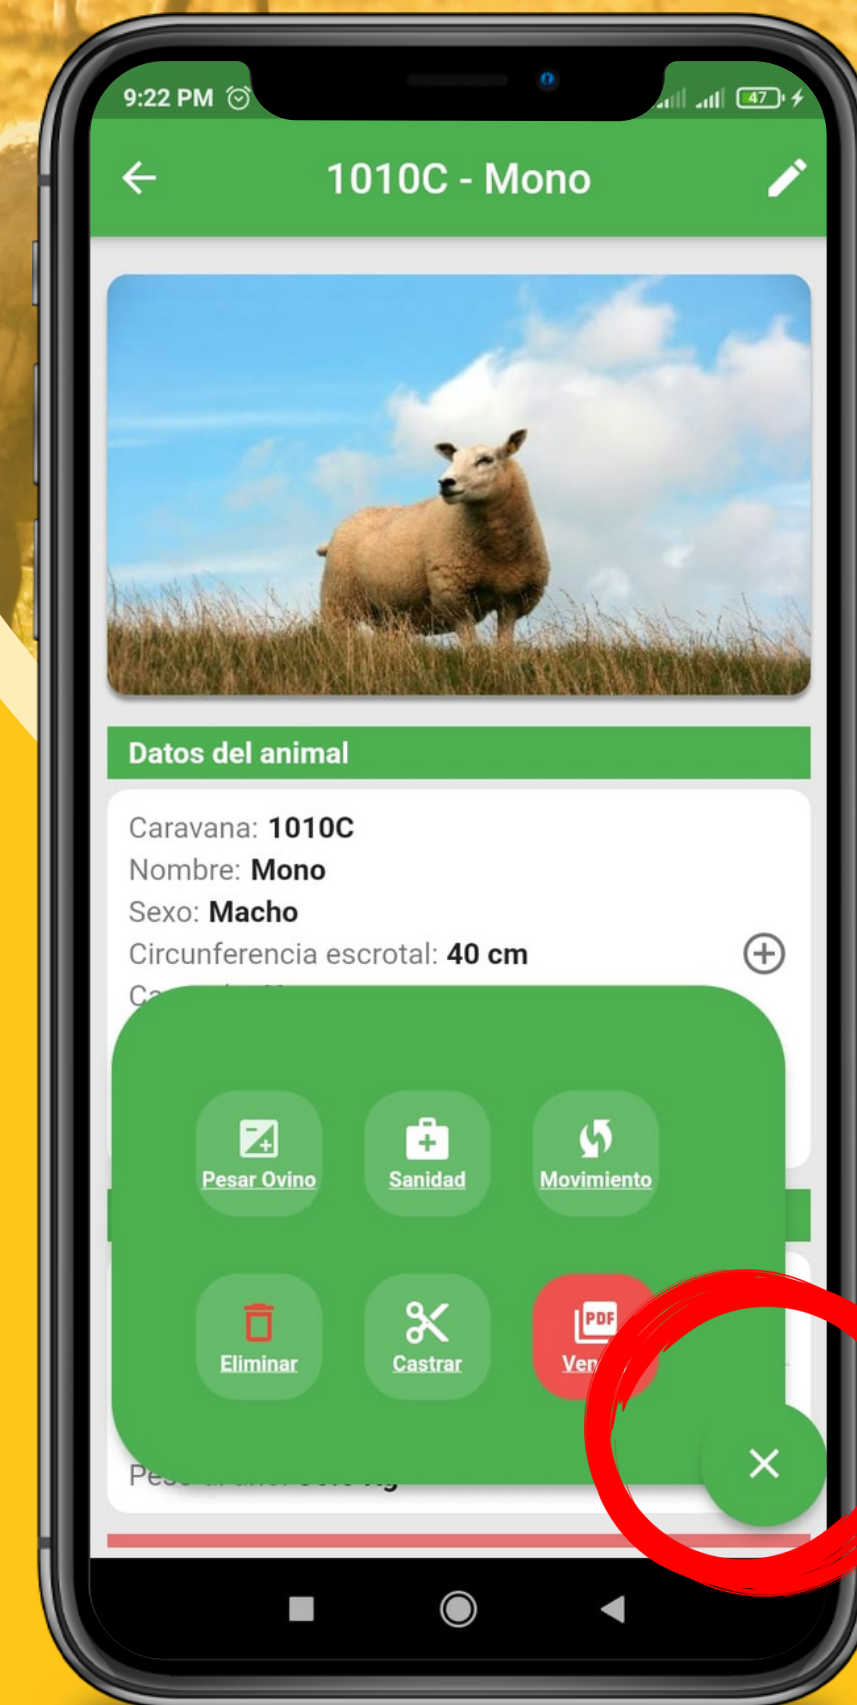 9:22 PM
47
1010C - Mono
Datos del animal
Caravana: 1010C
Nombre: Mono
Sexo: Macho
Circunferencia escrotal: 40 cm
Pesar Ovino
Sanidad
Movimiento
PDF
Eliminar
Castrar